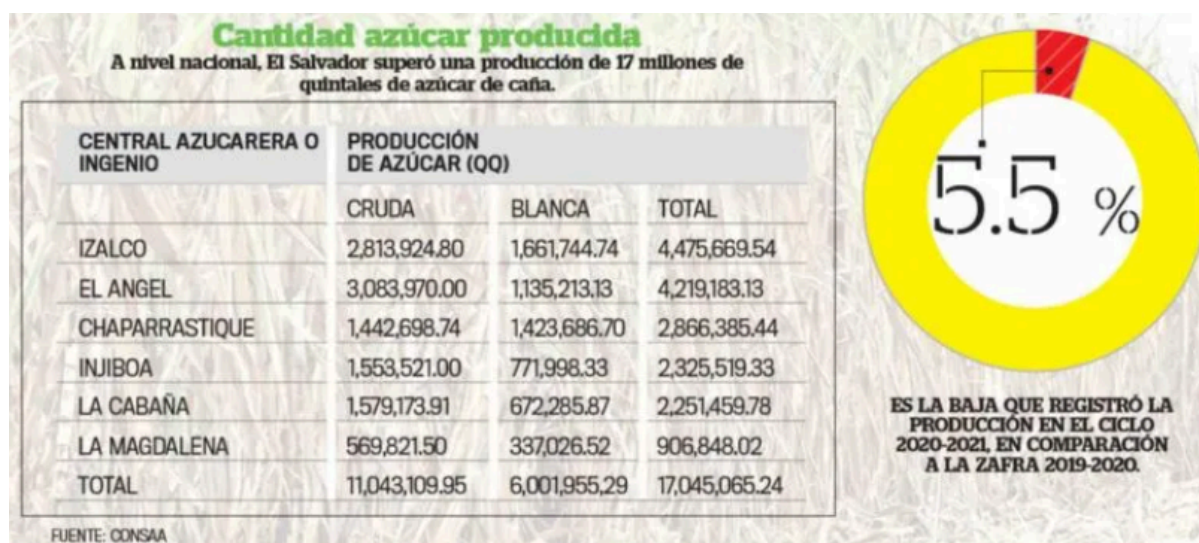 Cantidad azúcar producida
A nivel nacional, El Salvador superó una producción de 17 millones de
quintales de azúcar de caña.
CENTRAL AZUCARERA O PRODUCCIÓN
INGENIO DE AZÚCAR (QQ)
CRUDA BLANCA TOTAL
IZALCO 2,813,924.80 1,661,744.74 4,475,669.54
EL ANGEL 3,083,970.00 1,135,213.13 4,219,183.13
CHAPARRASTIQUE 1,442,698.74 1,423,686.70 2,866,385.44
INJIBOA 1,553,521.00 771,998.33 2,325,519.33
LA CABAÑA 1,579,173.91 672,285.87 2,251,459.78
LA MAGDALENA 569,821.50 337,026.52 906,848.02
TOTAL 11,043,109.95 6,001,955,29 17,045,065.24
FUENTE: CONSAA
5.5 %
ES LA BAJA QUE REGISTRÓ LA
PRODUCCIÓN EN EL CICLO
2020-2021, EN COMPARACIÓN
A LA ZAFRA 2019-2020.